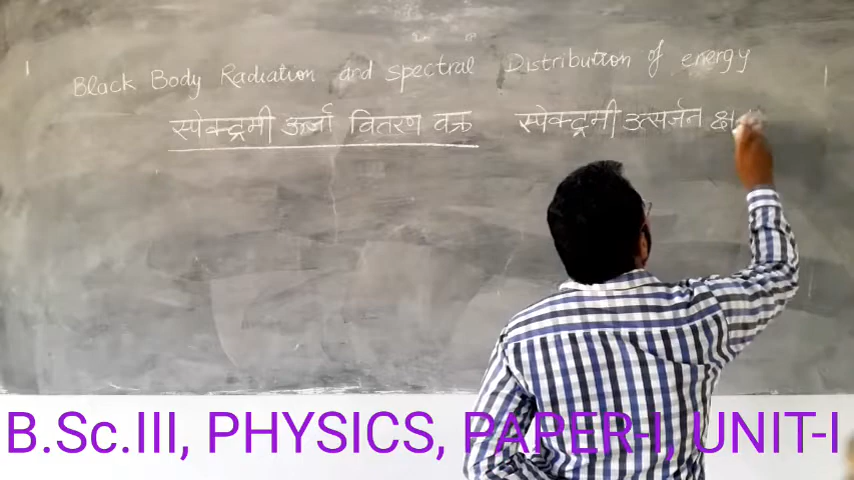 Black Body Radiation and spectral Distribution of energy
स्पेक्ट्रमी ऊर्जा वितरण वक्र स्पेक्ट्रमी उत्सर्जन
B.Sc.III, PHYSICS, PAPER-I, UNIT-I